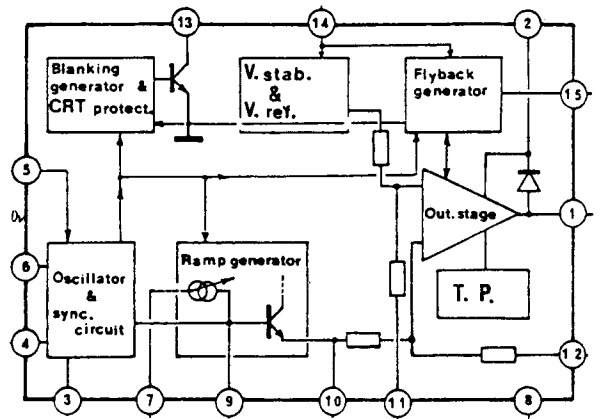 13
14
2
Blanking
generator &
CRT protect.
V. stab.
&
V. ref.
Flyback
generator
15
5
Out. stage
1
6
Oscillator
&
sync.
circuit
Ramp generator
T. P.
4
12
3
7
9
10
11
8